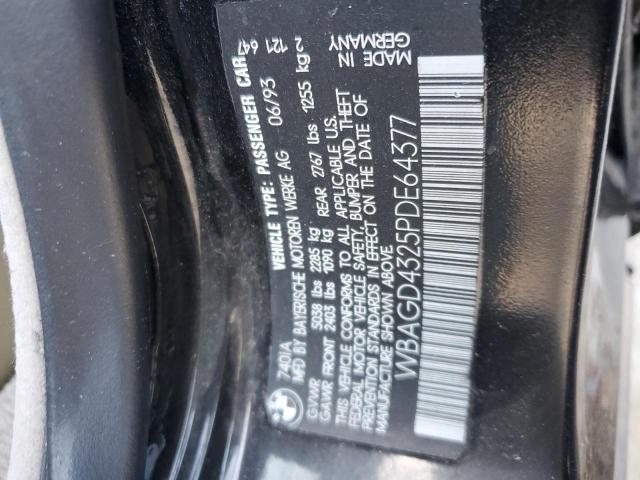 BMW
740IA VEHICLE TYPE: PASSENGER CAR
MFD BY BAYERISCHE MOTOREN WERKE AG 06/93
GVWR 5038 lbs 2285 kg
GAWR FRONT 2403 lbs 1090 kg REAR 2767 lbs 1255 kg
THIS VEHICLE CONFORMS TO ALL APPLICABLE U.S.
FEDERAL MOTOR VEHICLE SAFETY, BUMPER AND THEFT
PREVENTION STANDARDS IN EFFECT ON THE DATE OF
MANUFACTURE SHOWN ABOVE
WBAGD4325PDE64377
MADE IN
GERMANY